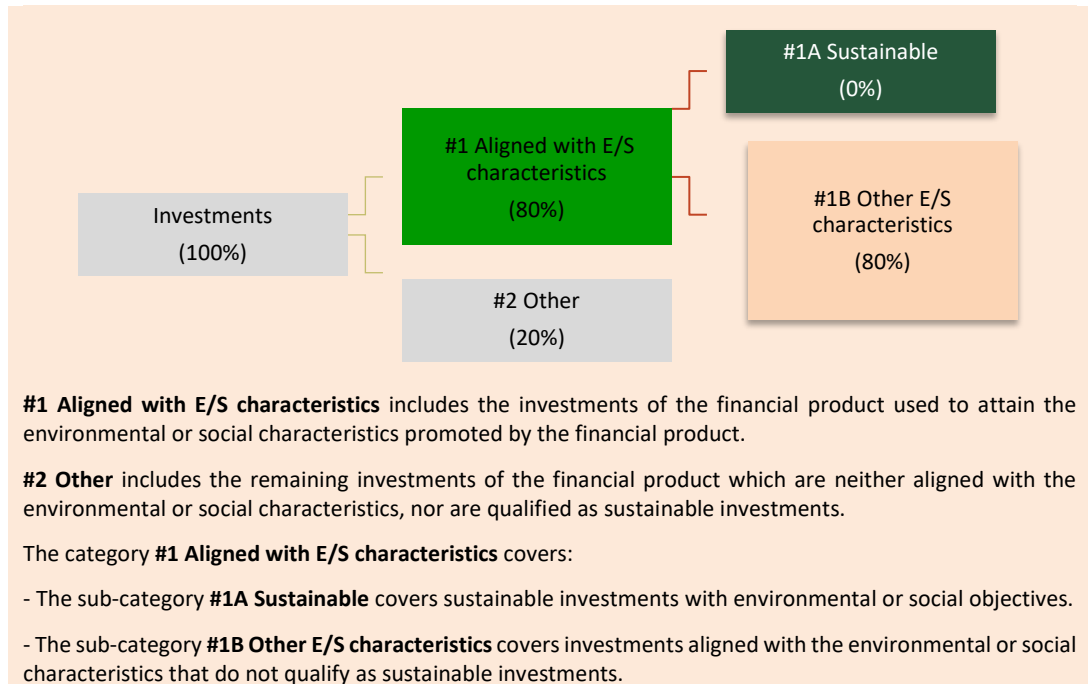 #1A Sustainable
(0%)
#1 Aligned with E/S
characteristics
(80%)
#1B Other E/S
characteristics
(80%)
Investments
(100%)
#2 Other
(20%)
#1 Aligned with E/S characteristics includes the investments of the financial product used to attain the
environmental or social characteristics promoted by the financial product.
#2 Other includes the remaining investments of the financial product which are neither aligned with the
environmental or social characteristics, nor are qualified as sustainable investments.
The category #1 Aligned with E/S characteristics covers:
- The sub-category #1A Sustainable covers sustainable investments with environmental or social objectives.
- The sub-category #1B Other E/S characteristics covers investments aligned with the environmental or social
characteristics that do not qualify as sustainable investments.